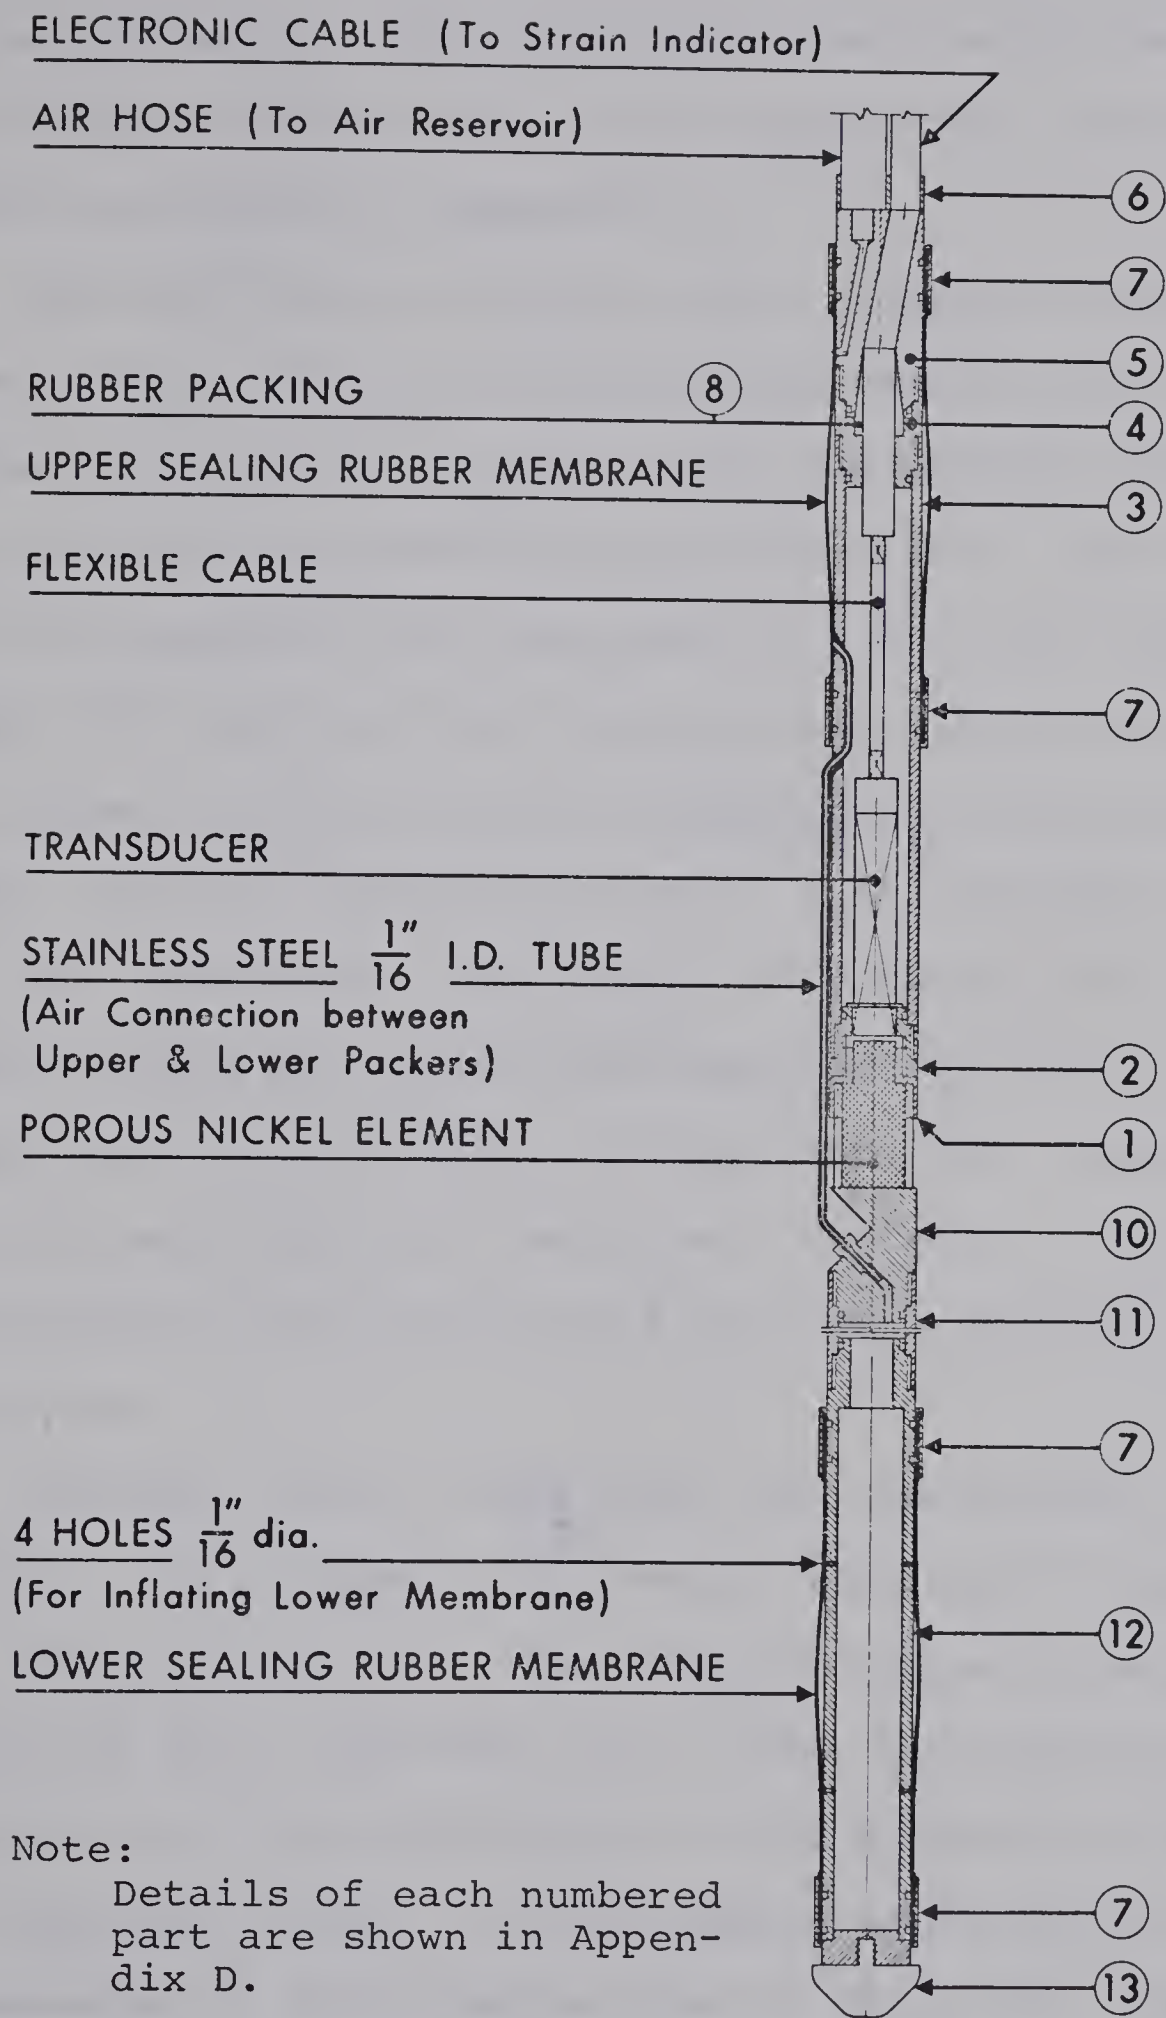 ELECTRONIC CABLE (To Strain Indicator)
AIR HOSE (To Air Reservoir)
6
7
5
RUBBER PACKING 8
4
UPPER SEALING RUBBER MEMBRANE
3
FLEXIBLE CABLE
7
TRANSDUCER
STAINLESS STEEL 1"/16 I.D. TUBE
(Air Connection between
Upper & Lower Packers)
2
POROUS NICKEL ELEMENT
1
10
11
7
4 HOLES 1"/16 dia.
(For Inflating Lower Membrane)
12
LOWER SEALING RUBBER MEMBRANE
Note:
Details of each numbered
part are shown in Appen-
dix D.
7
13